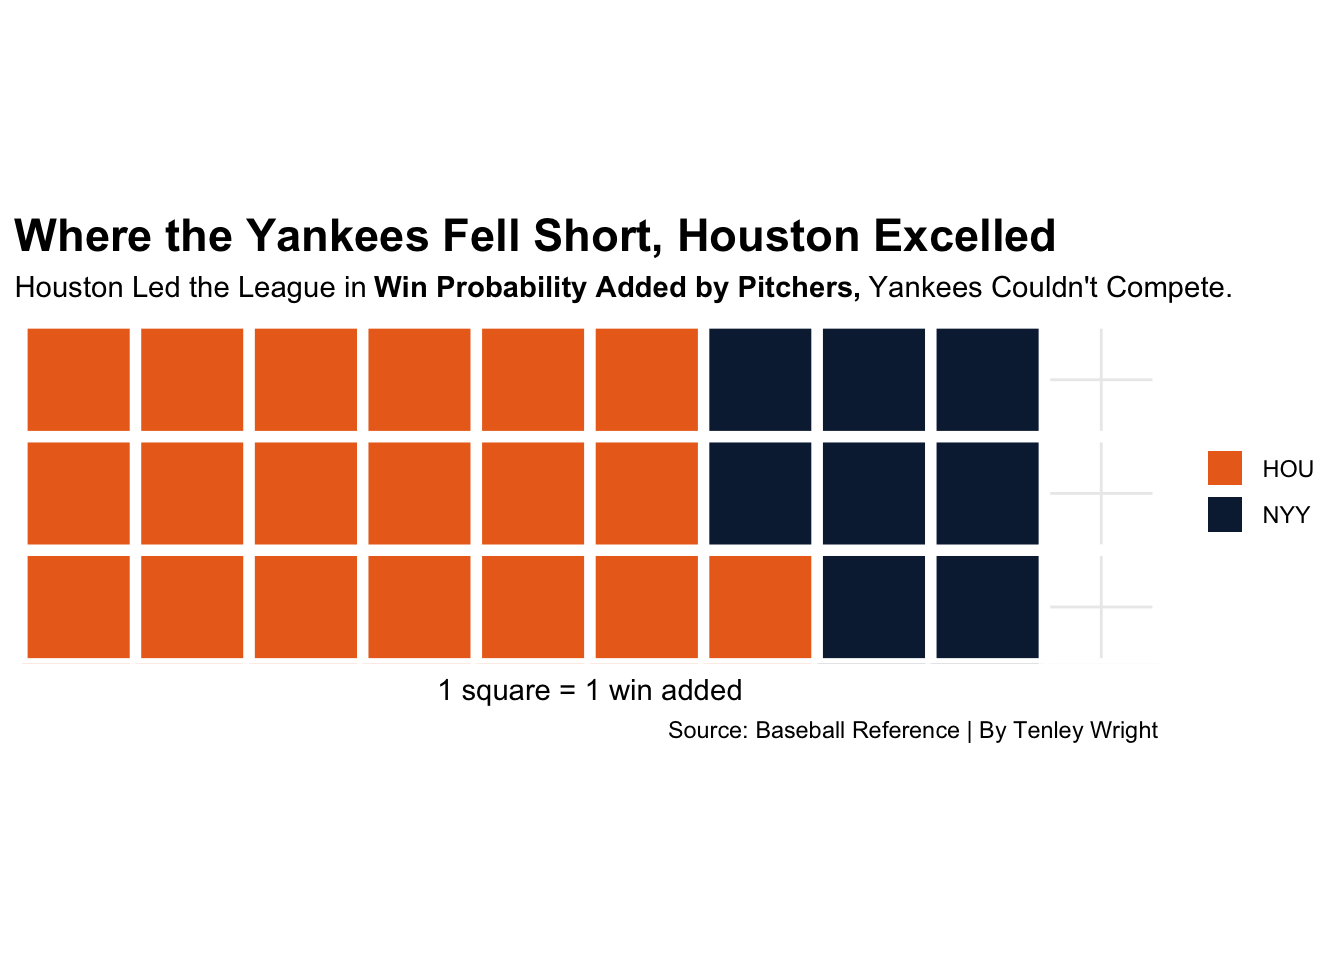 Where the Yankees Fell Short, Houston Excelled
Houston Led the League in Win Probability Added by Pitchers, Yankees Couldn't Compete.
HOU
NYY
1 square = 1 win added
Source: Baseball Reference | By Tenley Wright